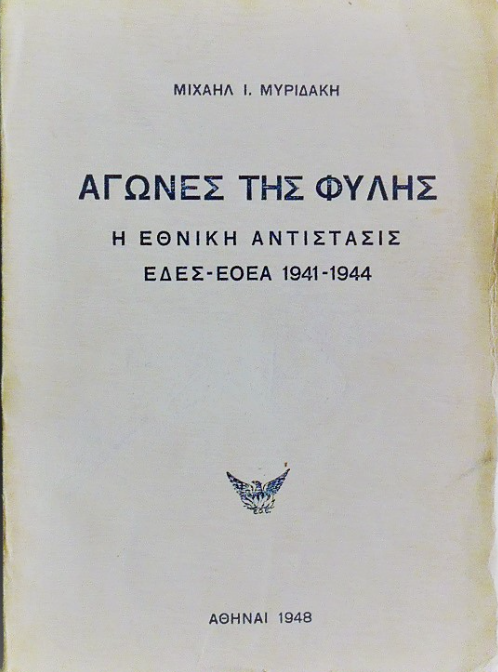 ΜΙΧΑΗΛ Ι. ΜΥΡΙΔΑΚΗ
ΑΓΩΝΕΣ ΤΗΣ ΦΥΛΗΣ
Η ΕΘΝΙΚΗ ΑΝΤΙΣΤΑΣΙΣ
ΕΔΕΣ-ΕΟΕΑ 1941-1944
ΑΘΗΝΑΙ 1948